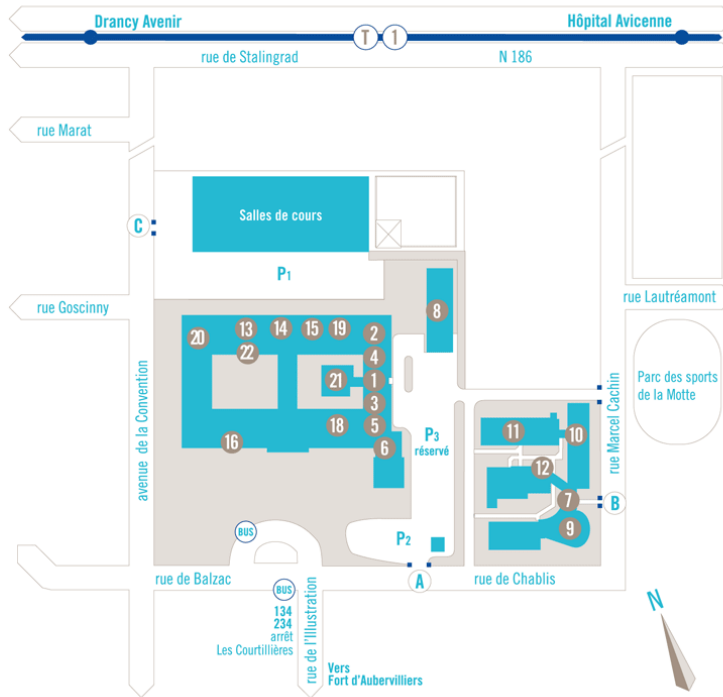 Drancy Avenir
Hôpital Avicenne
T 1
rue de Stalingrad
N 186
rue Marat
Salles de cours
C
P1
rue Goscinny
rue Lautréamont
8
20
13
14
15
19
2
22
4
21
1
3
18
5
16
6
avenue de la Convention
P3
réservé
11
10
12
7
9
rue Marcel Cachin
Parc des sports
de la Motte
B
BUS
P2
rue de Balzac
A
rue de Chablis
BUS
134
234
arrêt
Les Courtillères
rue de l'Illustration
Vers
Fort d'Aubervilliers
N